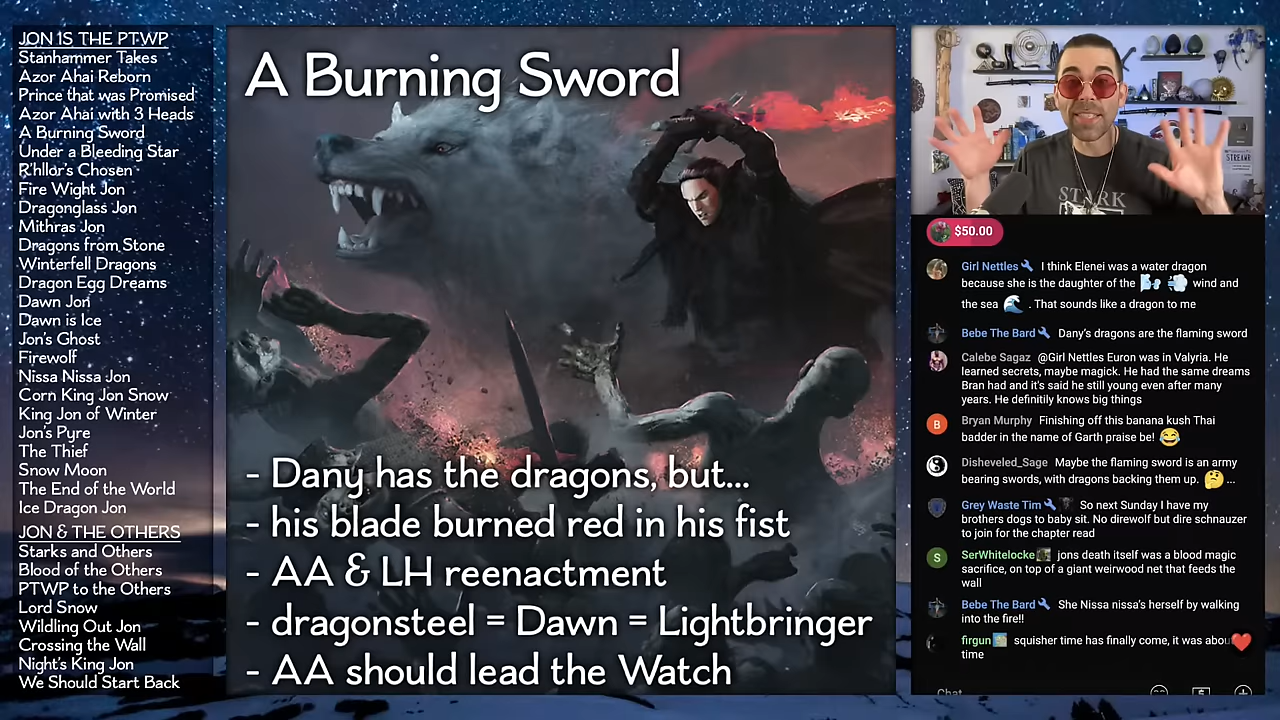 JON IS THE PTWP
Stanhammer Takes
Azor Ahai Reborn
Prince that was Promised
Azor Ahai with 3 Heads
A Burning Sword
Under a Bleeding Star
R'hllor's Chosen
Fire Wight Jon
Dragonglass Jon
Mithras Jon
Dragons from Stone
Winterfell Dragons
Dragon Egg Dreams
Dawn Jon
Dawn is Ice
Jon's Ghost
Firewolf
Nissa Nissa Jon
Corn King Jon Snow
King Jon of Winter
Jon's Pyre
The Thief
Snow Moon
The End of the World
Ice Dragon Jon
JON & THE OTHERS
Starks and Others
Blood of the Others
PTWP to the Others
Lord Snow
Wildling Out Jon
Crossing the Wall
Night's King Jon
We Should Start Back
A Burning Sword
- Dany has the dragons, but...
- his blade burned red in his fist
- AA & LH reenactment
- dragonsteel = Dawn = Lightbringer
- AA should lead the Watch
STARK
$50.00
Girl Nettles I think Elenei was a water dragon
because she is the daughter of the wind and
the sea . That sounds like a dragon to me
Bebe The Bard Dany's dragons are the flaming sword
Calebe Sagaz @Girl Nettles Euron was in Valyria. He
learned secrets, maybe magick. He had the same dreams
Bran had and it's said he still young even after many
years. He definitily knows big things
B
Bryan Murphy Finishing off this banana kush Thai
badder in the name of Garth praise be!
Disheveled_Sage Maybe the flaming sword is an army
bearing swords, with dragons backing them up. ...
Grey Waste Tim So next Sunday I have my
brothers dogs to baby sit. No direwolf but dire schnauzer
to join for the chapter read
S
SerWhitelocke jons death itself was a blood magic
sacrifice, on top of a giant weirwood net that feeds the
wall
Bebe The Bard She Nissa nissa's herself by walking
into the fire!!
firgun squisher time has finally come, it was abou
time
Chat